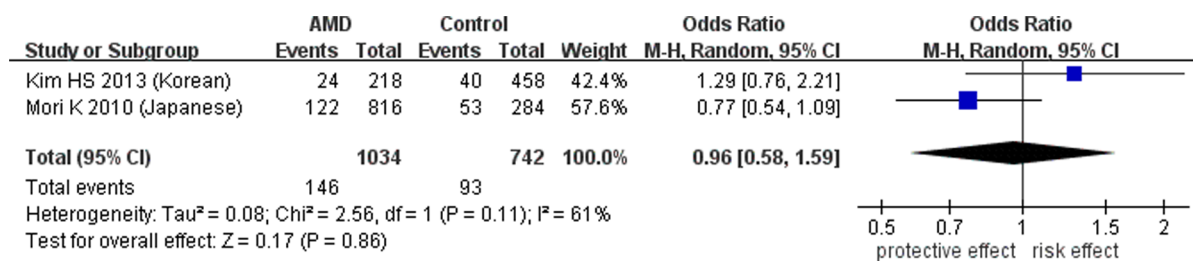 AMD Control Odds Ratio Odds Ratio
Study or Subgroup Events Total Events Total Weight M-H, Random, 95% CI M-H, Random, 95% CI
Kim HS 2013 (Korean) 24 218 40 458 42.4% 1.29 [0.76, 2.21]
Mori K 2010 (Japanese) 122 816 53 284 57.6% 0.77 [0.54, 1.09]
Total (95% CI) 1034 742 100.0% 0.96 [0.58, 1.59]
Total events 146 93
Heterogeneity: Tau² = 0.08; Chi² = 2.56, df = 1 (P = 0.11); I² = 61%
Test for overall effect: Z = 0.17 (P = 0.86)
0.5 0.7 1 1.5 2
protective effect risk effect